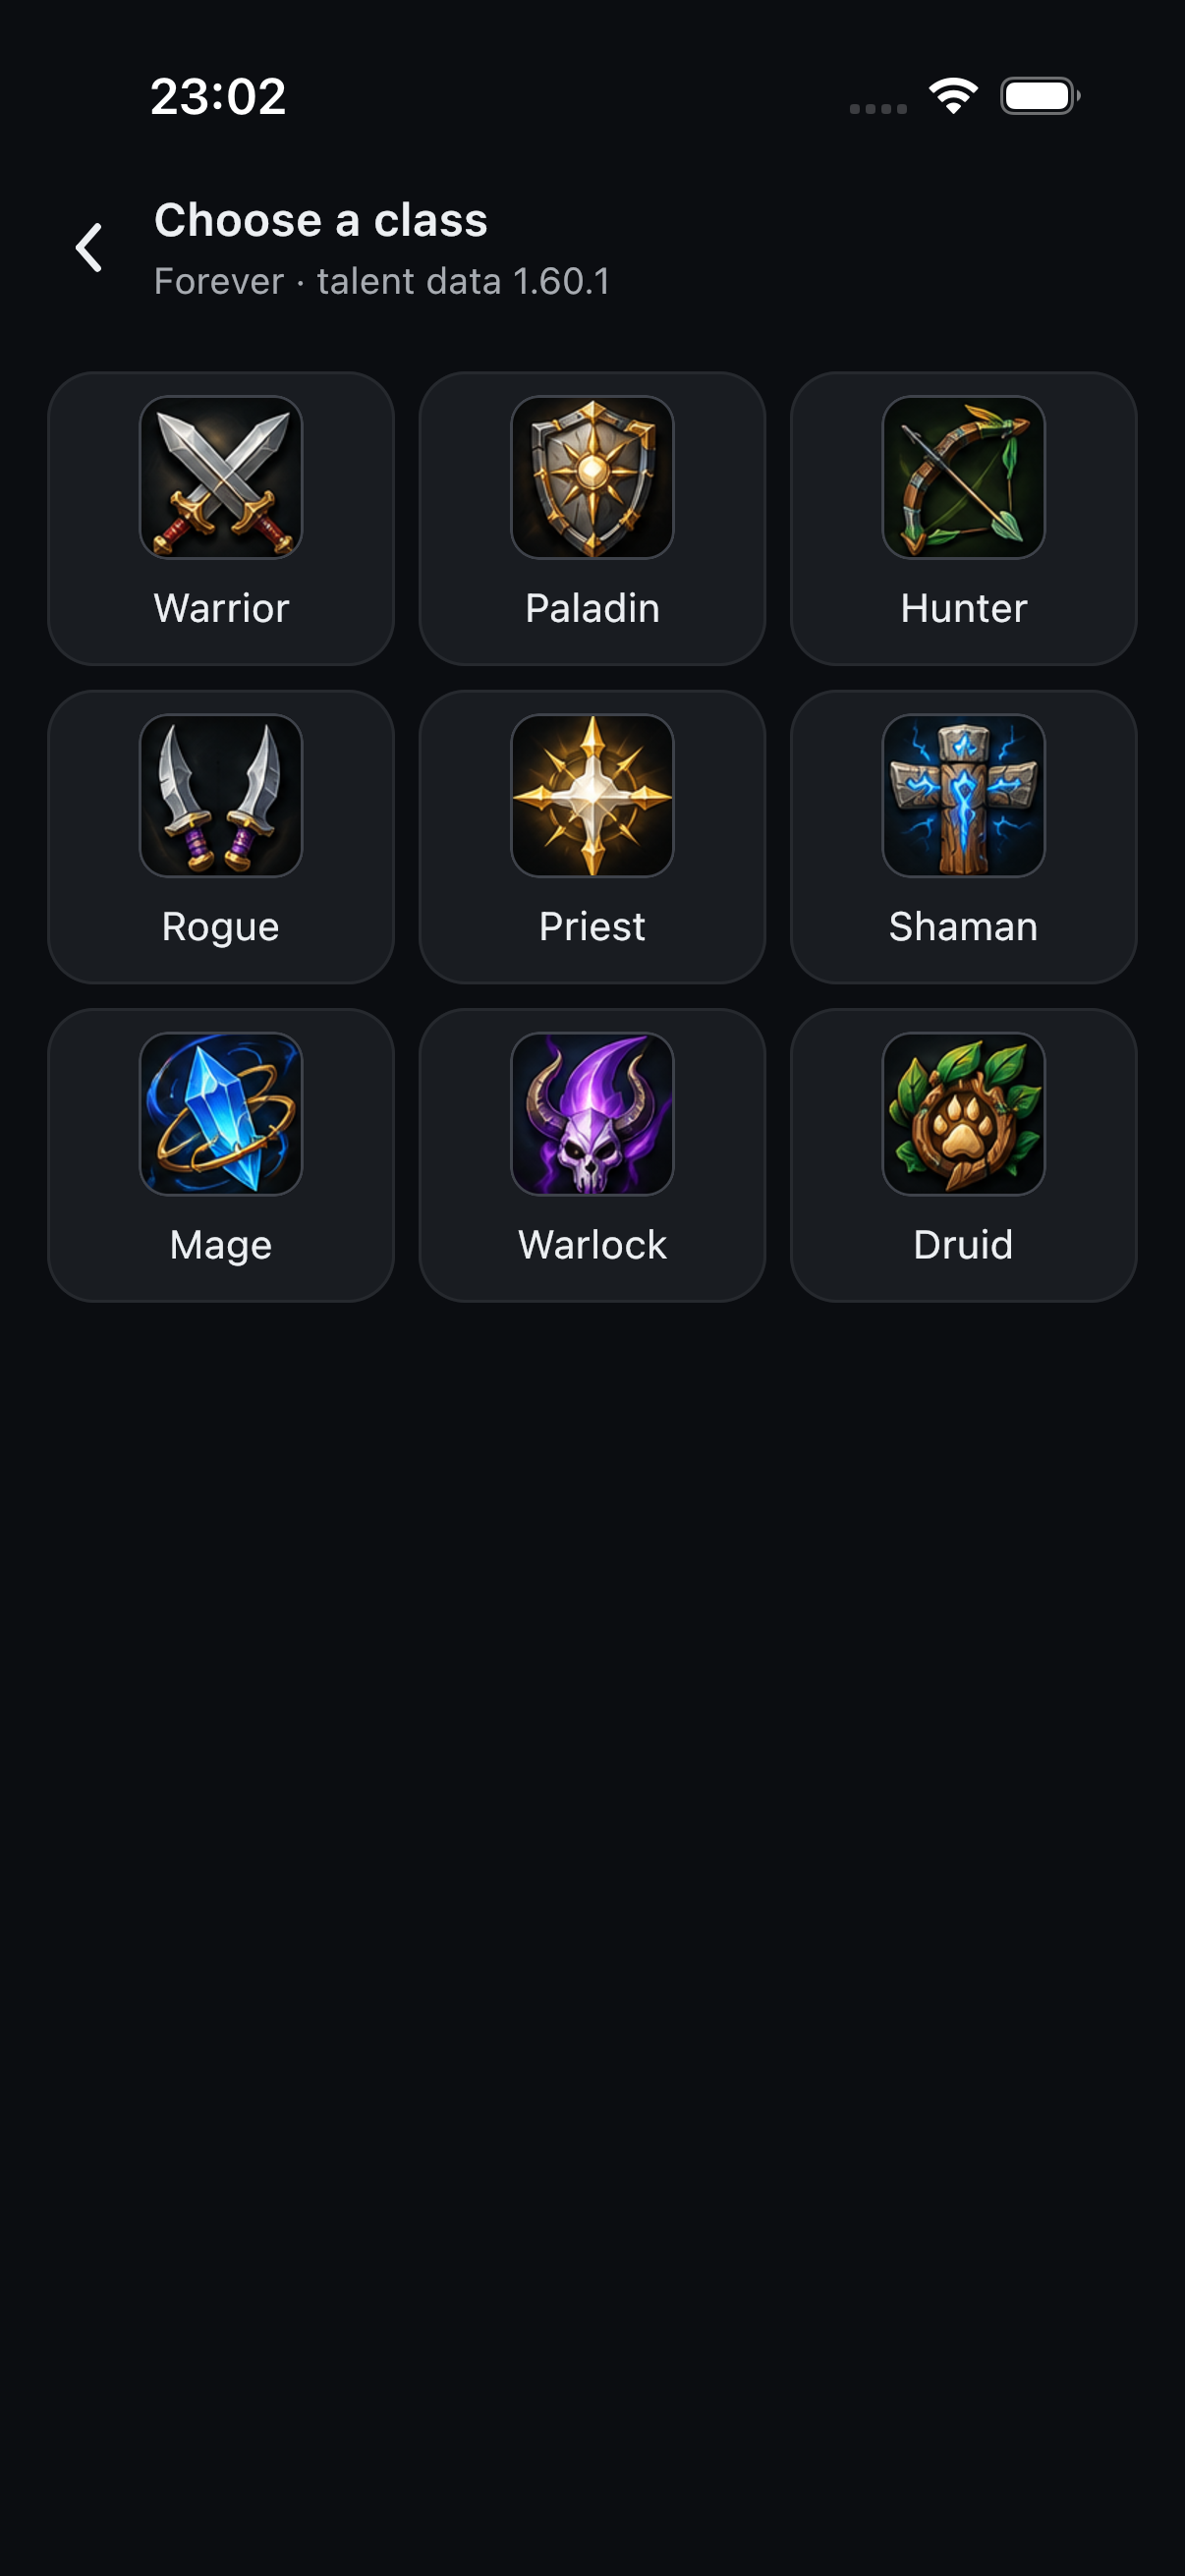 23:02
Choose a class
Forever · talent data 1.60.1
Warrior
Paladin
Hunter
Rogue
Priest
Shaman
Mage
Warlock
Druid